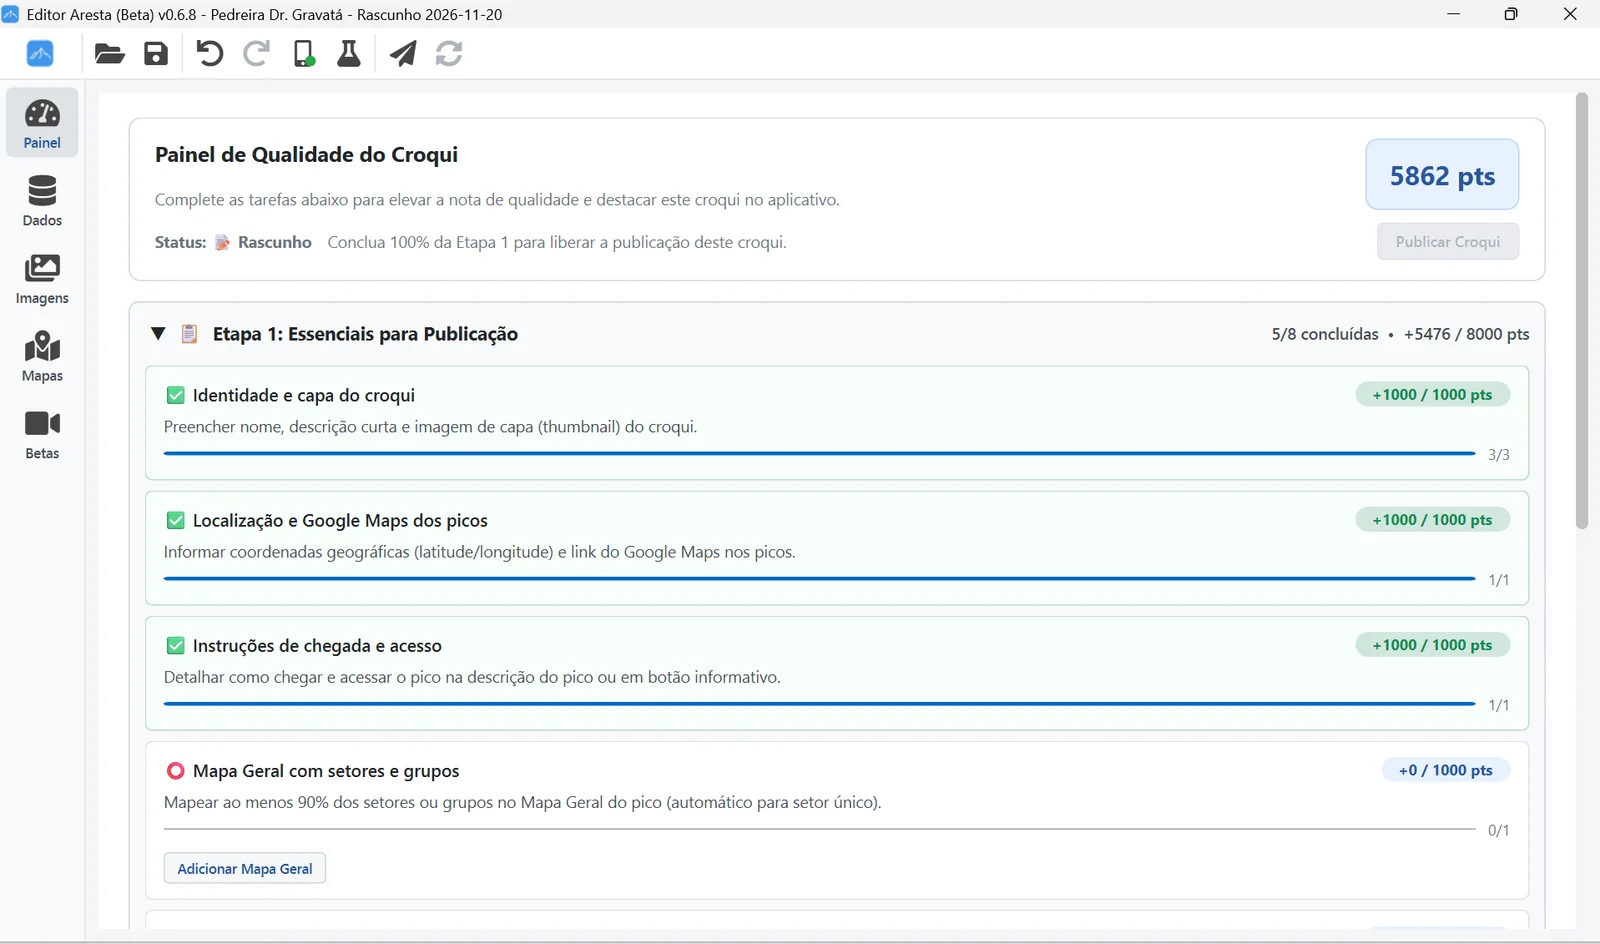 Editor Aresta (Beta) v0.6.8 - Pedreira Dr. Gravatá - Rascunho 2026-11-20
Painel
Dados
Imagens
Mapas
Betas
Painel de Qualidade do Croqui
5862 pts
Complete as tarefas abaixo para elevar a nota de qualidade e destacar este croqui no aplicativo.
Status: Rascunho Conclua 100% da Etapa 1 para liberar a publicação deste croqui.
Publicar Croqui
Etapa 1: Essenciais para Publicação
5/8 concluídas • +5476 / 8000 pts
Identidade e capa do croqui
+1000 / 1000 pts
Preencher nome, descrição curta e imagem de capa (thumbnail) do croqui.
3/3
Localização e Google Maps dos picos
+1000 / 1000 pts
Informar coordenadas geográficas (latitude/longitude) e link do Google Maps nos picos.
1/1
Instruções de chegada e acesso
+1000 / 1000 pts
Detalhar como chegar e acessar o pico na descrição do pico ou em botão informativo.
1/1
Mapa Geral com setores e grupos
+0 / 1000 pts
Mapear ao menos 90% dos setores ou grupos no Mapa Geral do pico (automático para setor único).
0/1
Adicionar Mapa Geral